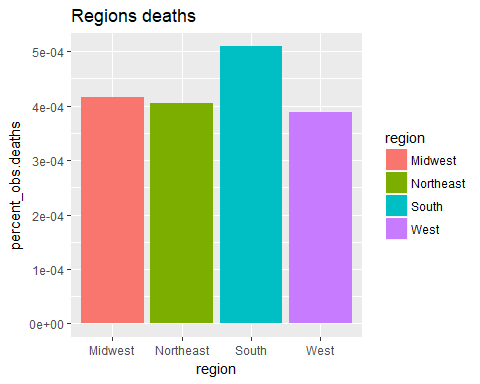 Regions deaths
percent_obs.deaths
5e-04
4e-04
3e-04
2e-04
1e-04
0e+00
Midwest Northeast South West
region
region
Midwest
Northeast
South
West